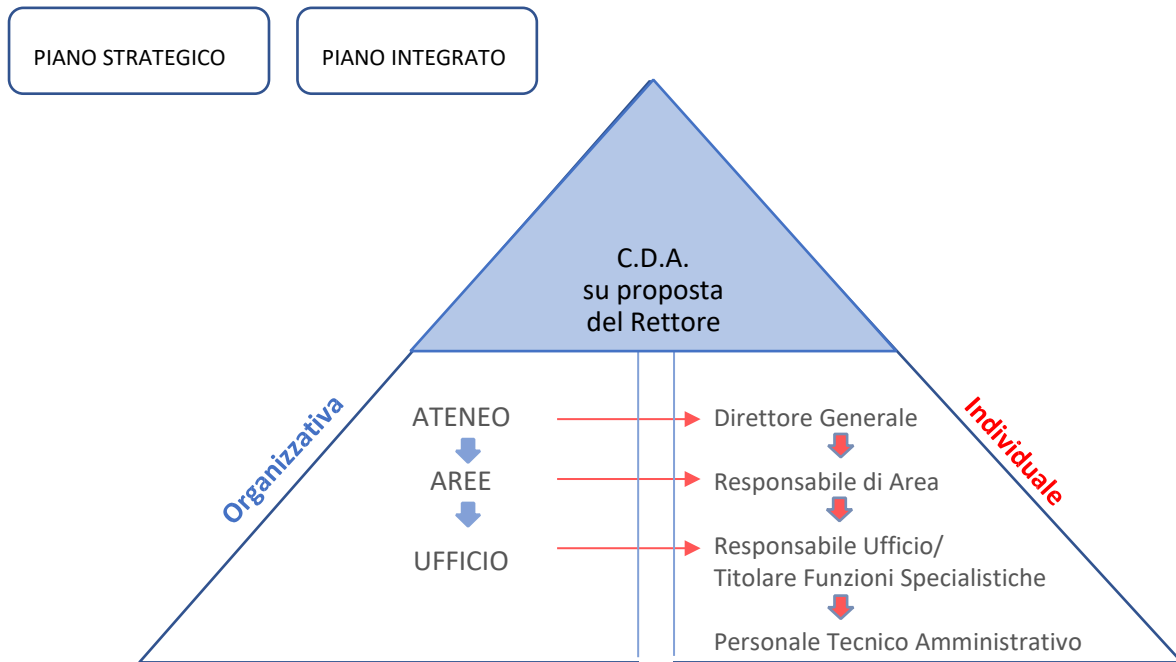 PIANO STRATEGICO
PIANO INTEGRATO
C.D.A.
su proposta
del Rettore
Organizzativa
Individuale
ATENEO
Direttore Generale
AREE
Responsabile di Area
UFFICIO
Responsabile Ufficio/
Titolare Funzioni Specialistiche
Personale Tecnico Amministrativo